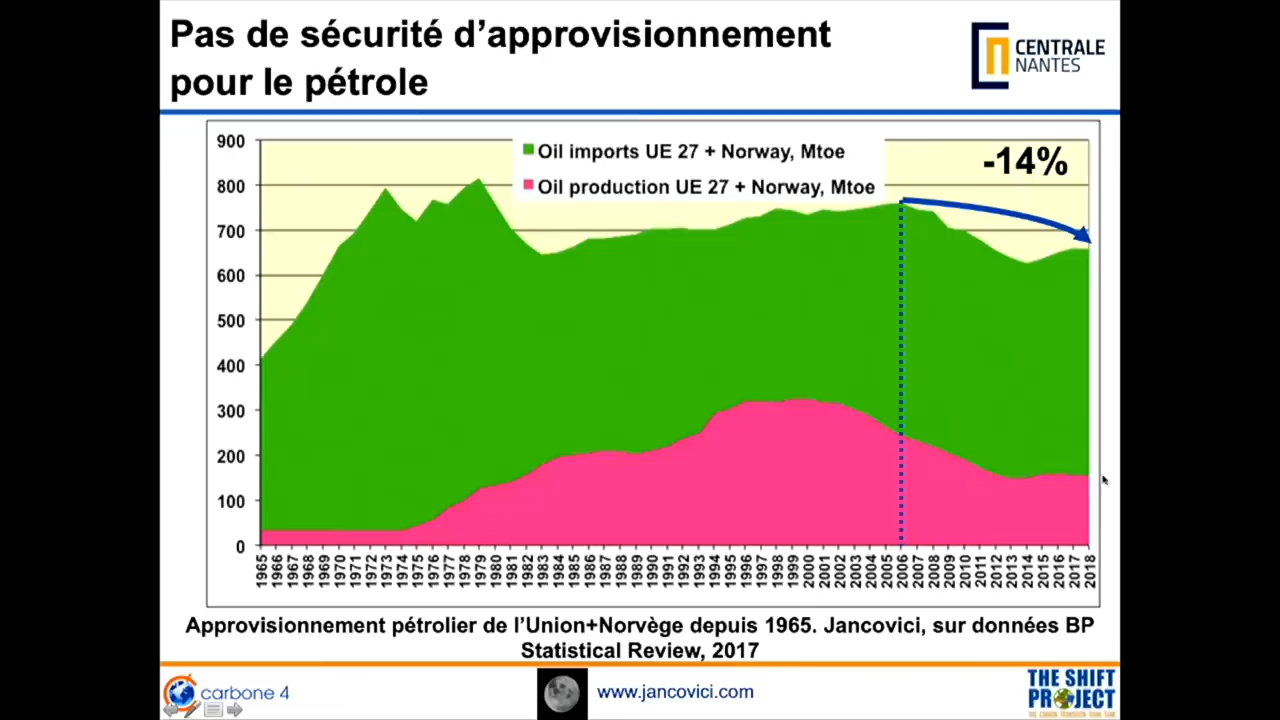 Pas de sécurité d’approvisionnement
pour le pétrole
CENTRALE
NANTES
Oil imports UE 27 + Norway, Mtoe
Oil production UE 27 + Norway, Mtoe
-14%
900
800
700
600
500
400
300
200
100
0
1965 1966 1967 1968 1969 1970 1971 1972 1973 1974 1975 1976 1977 1978 1979 1980 1981 1982 1983 1984 1985 1986 1987 1988 1989 1990 1991 1992 1993 1994 1995 1996 1997 1998 1999 2000 2001 2002 2003 2004 2005 2006 2007 2008 2009 2010 2011 2012 2013 2014 2015 2016 2017 2018
Approvisionnement pétrolier de l’Union+Norvège depuis 1965. Jancovici, sur données BP
Statistical Review, 2017
carbone 4
www.jancovici.com
THE SHIFT
PROJECT
THE CARBON TRANSITION THINK TANK